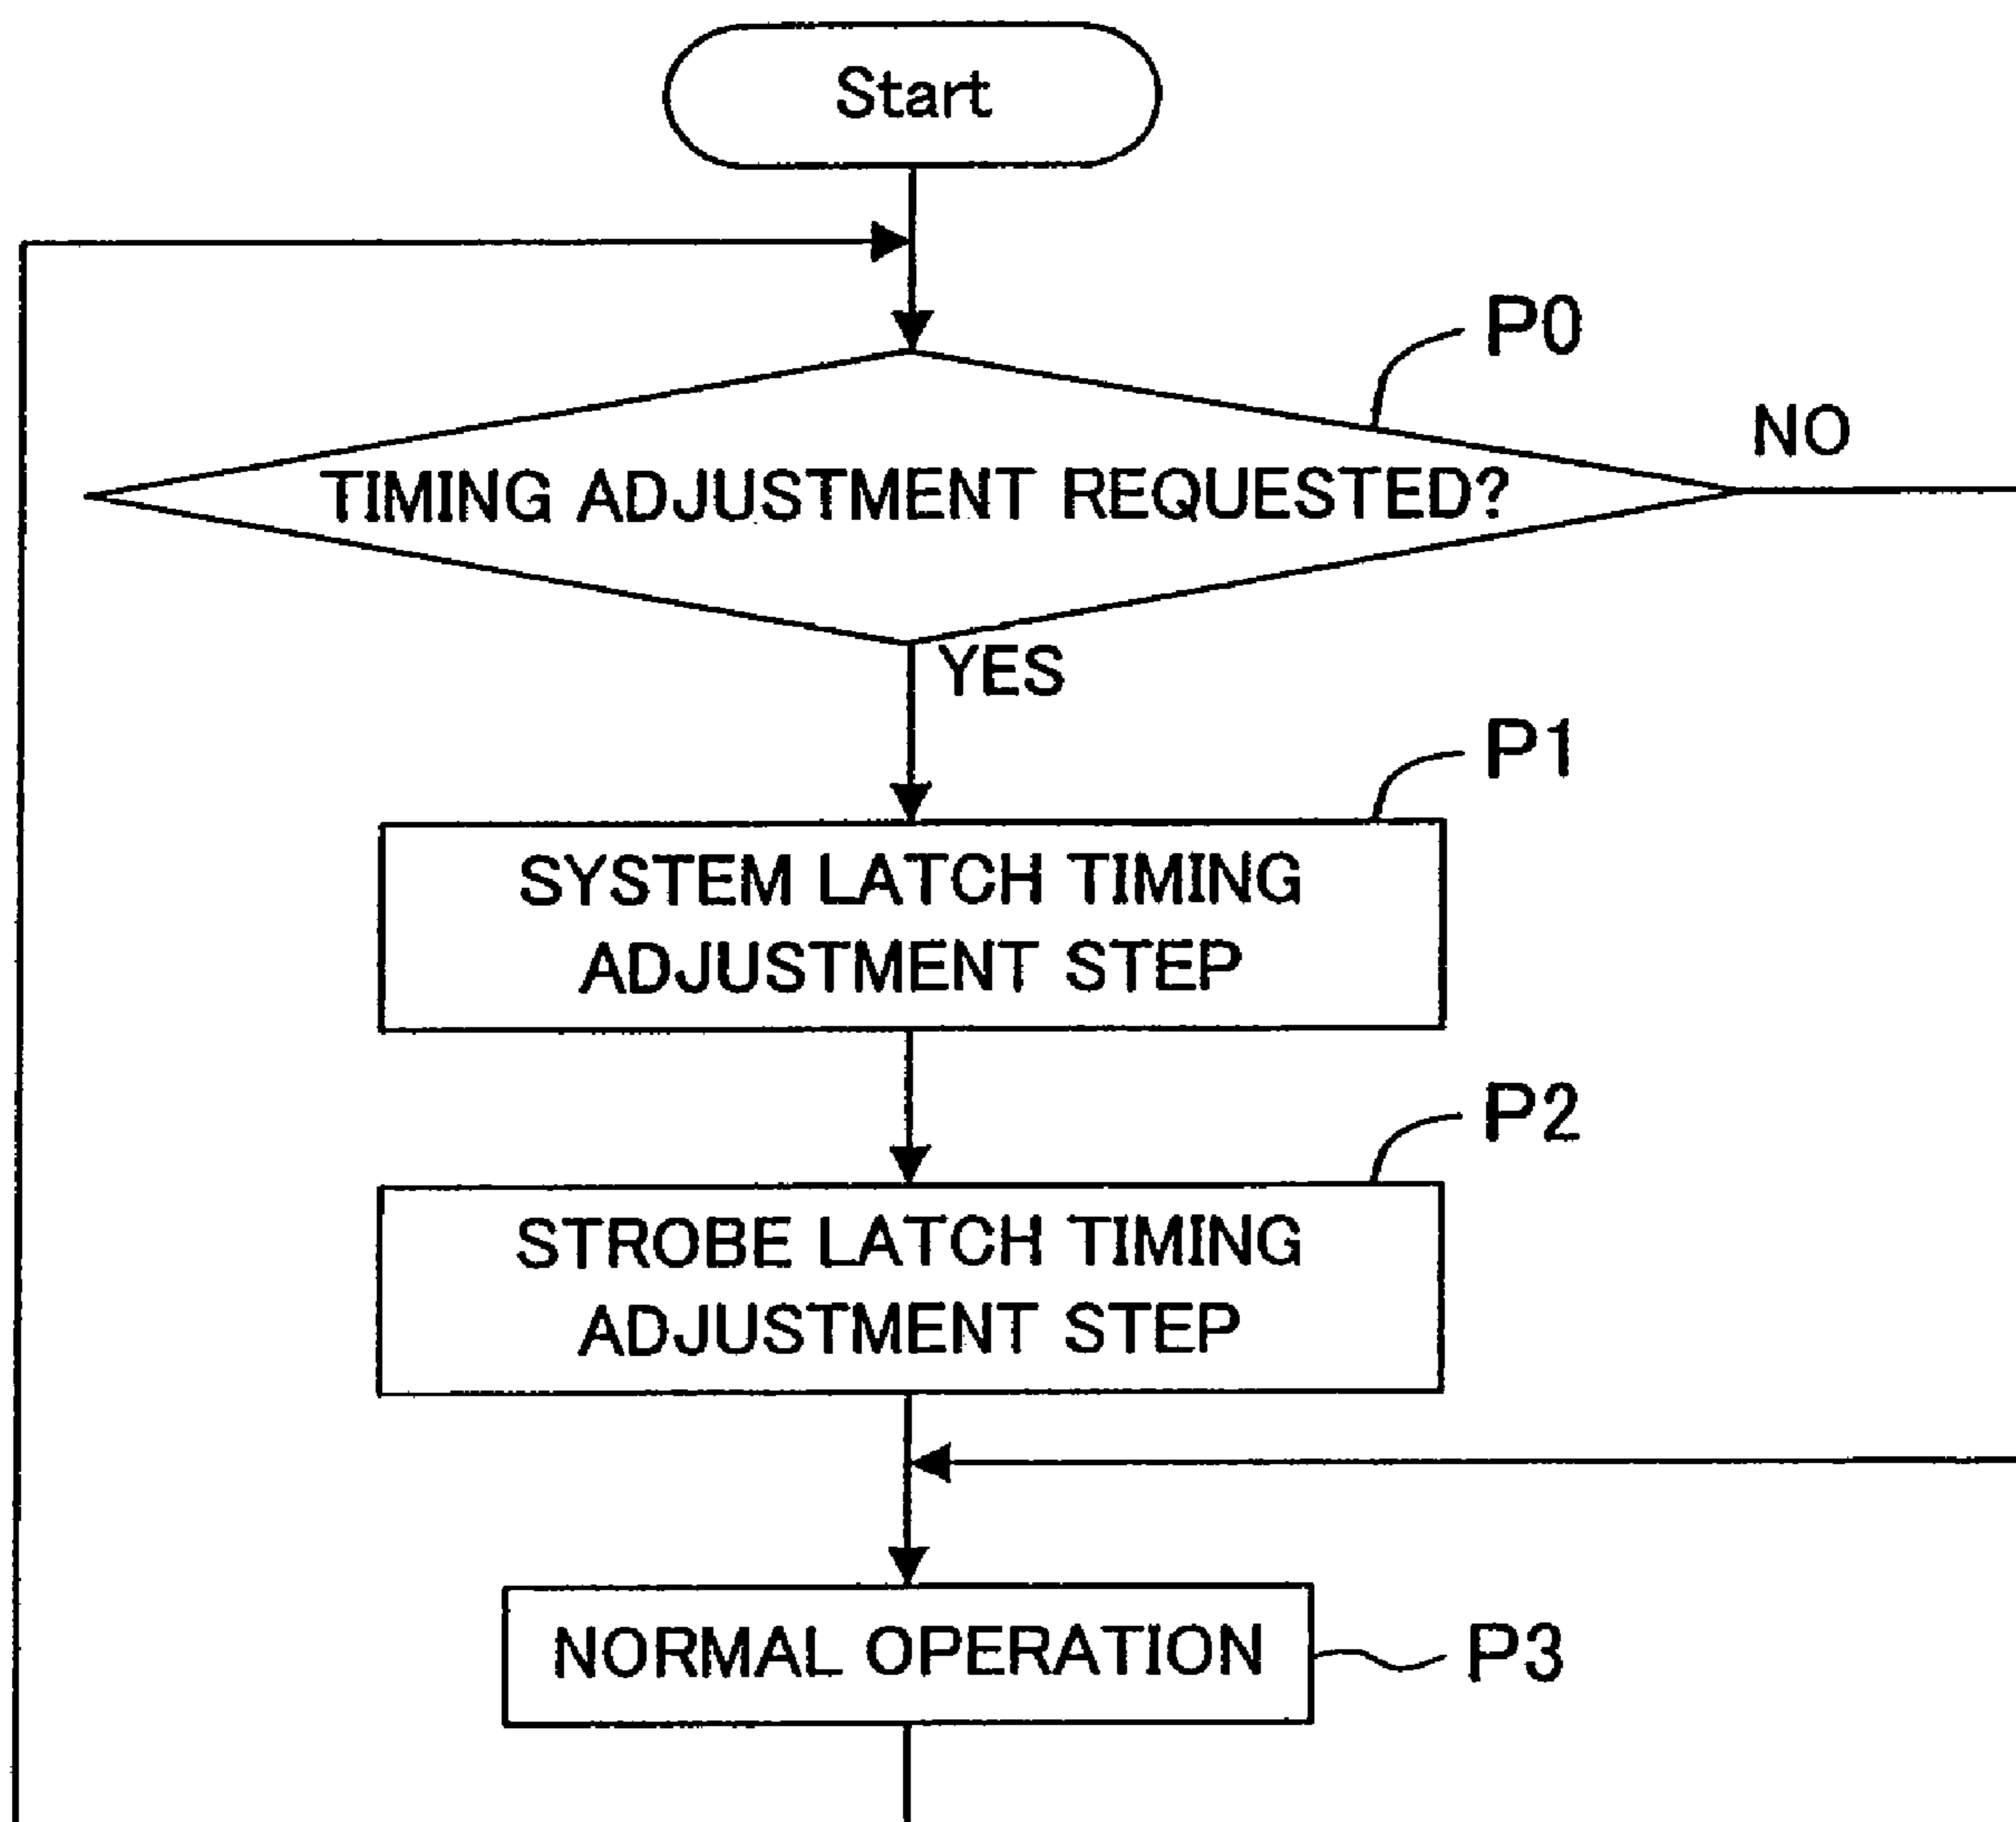 Start
P0
NO
TIMING ADJUSTMENT REQUESTED?
YES
P1
SYSTEM LATCH TIMING
ADJUSTMENT STEP
P2
STROBE LATCH TIMING
ADJUSTMENT STEP
NORMAL OPERATION
P3